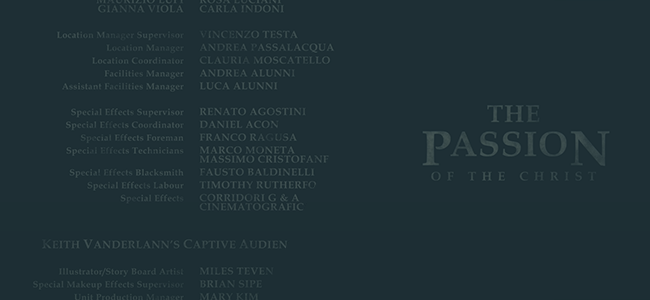 MAURIZIO LUPI ROSA LUCIANI
GIANNA VIOLA CARLA INDONI
Location Manager Supervisor VINCENZO TESTA
Location Manager ANDREA PASSALACQUA
Location Coordinator CLAURIA MOSCATELLO
Facilities Manager ANDREA ALUNNI
Assistant Facilities Manager LUCA ALUNNI
Special Effects Supervisor RENATO AGOSTINI
Special Effects Coordinator DANIEL ACON
Special Effects Foreman FRANCO RAGUSA
Special Effects Technicians MARCO MONETA
MASSIMO CRISTOFANE
Special Effects Blacksmith FAUSTO BALDINELLI
Special Effects Labour TIMOTHY RUTHERFO
Special Effects CORRIDORI G & A
CINEMATOGRAFIC
KEITH VANDERLANN'S CAPTIVE AUDIEN
Illustrator/Story Board Artist MILES TEVEN
Special Makeup Effects Supervisor BRIAN SIPE
Unit Production Manager MARY KIM
THE
PASSION
OF THE CHRIST